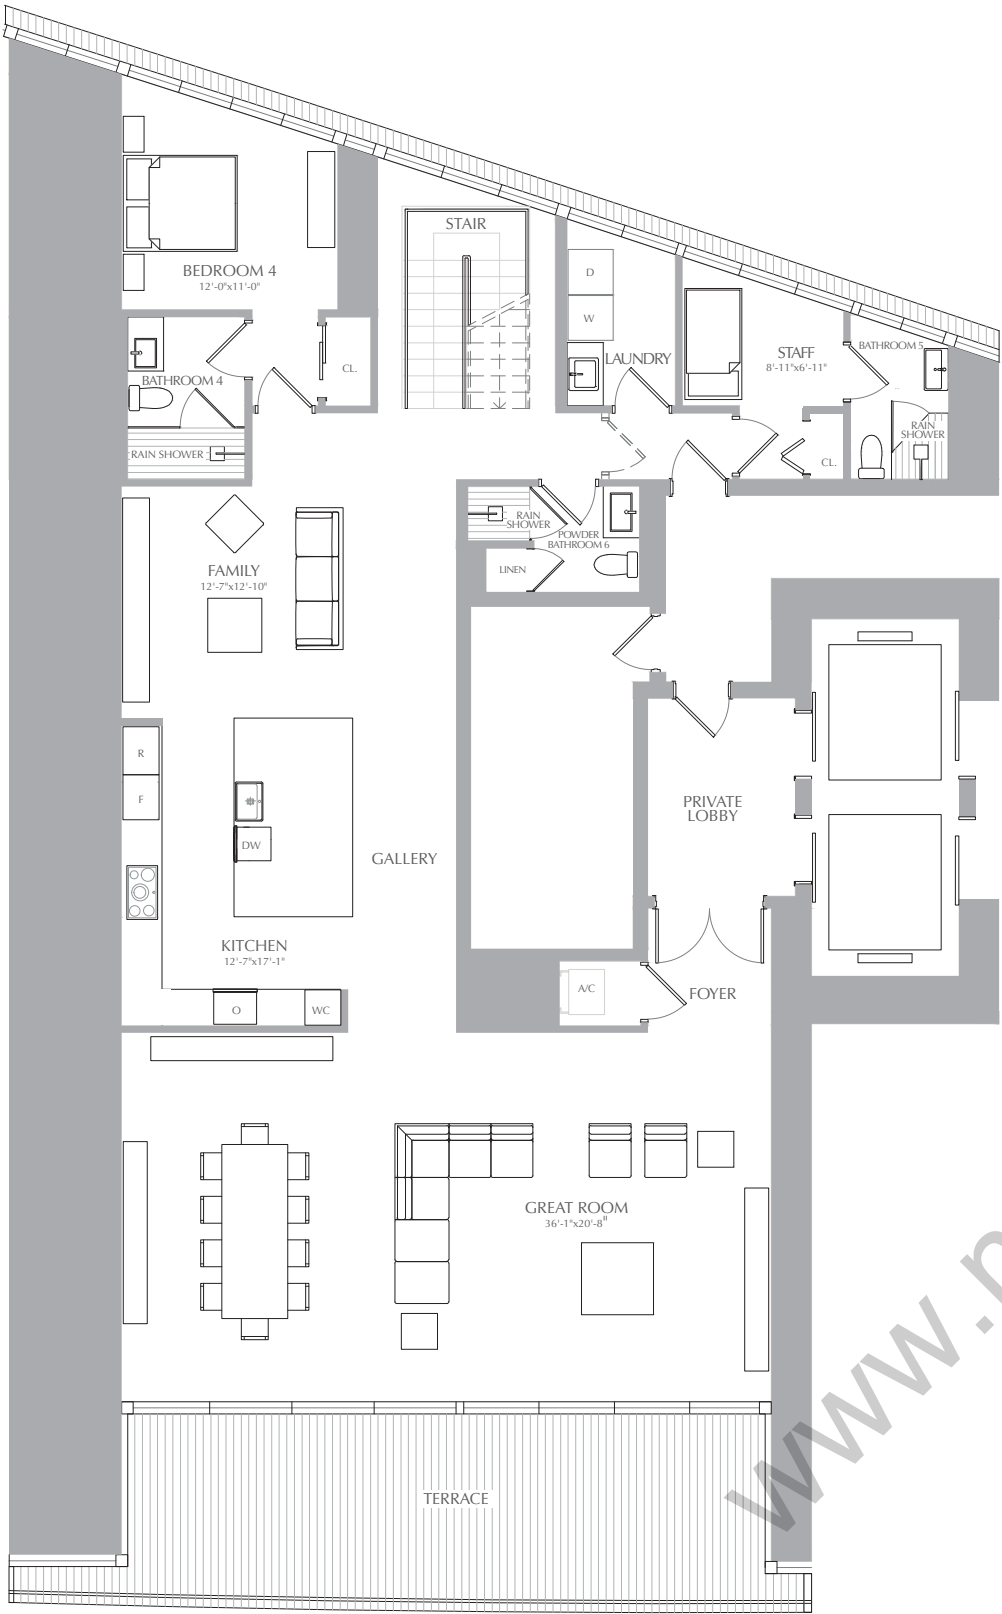 STAIR
BEDROOM 4
12'-0"x11'-0"
D
W
LAUNDRY
STAFF
8'-11"x6'-11"
BATHROOM 5
CL.
BATHROOM 4
RAIN SHOWER
RAIN
SHOWER
CL.
RAIN
SHOWER
POWDER
BATHROOM 6
LINEN
FAMILY
12'-7"x12'-10"
R
F
DW
GALLERY
PRIVATE
LOBBY
KITCHEN
12'-7"x17'-1"
O
WC
A/C
FOYER
GREAT ROOM
36'-1"x20'-8"
TERRACE
www.